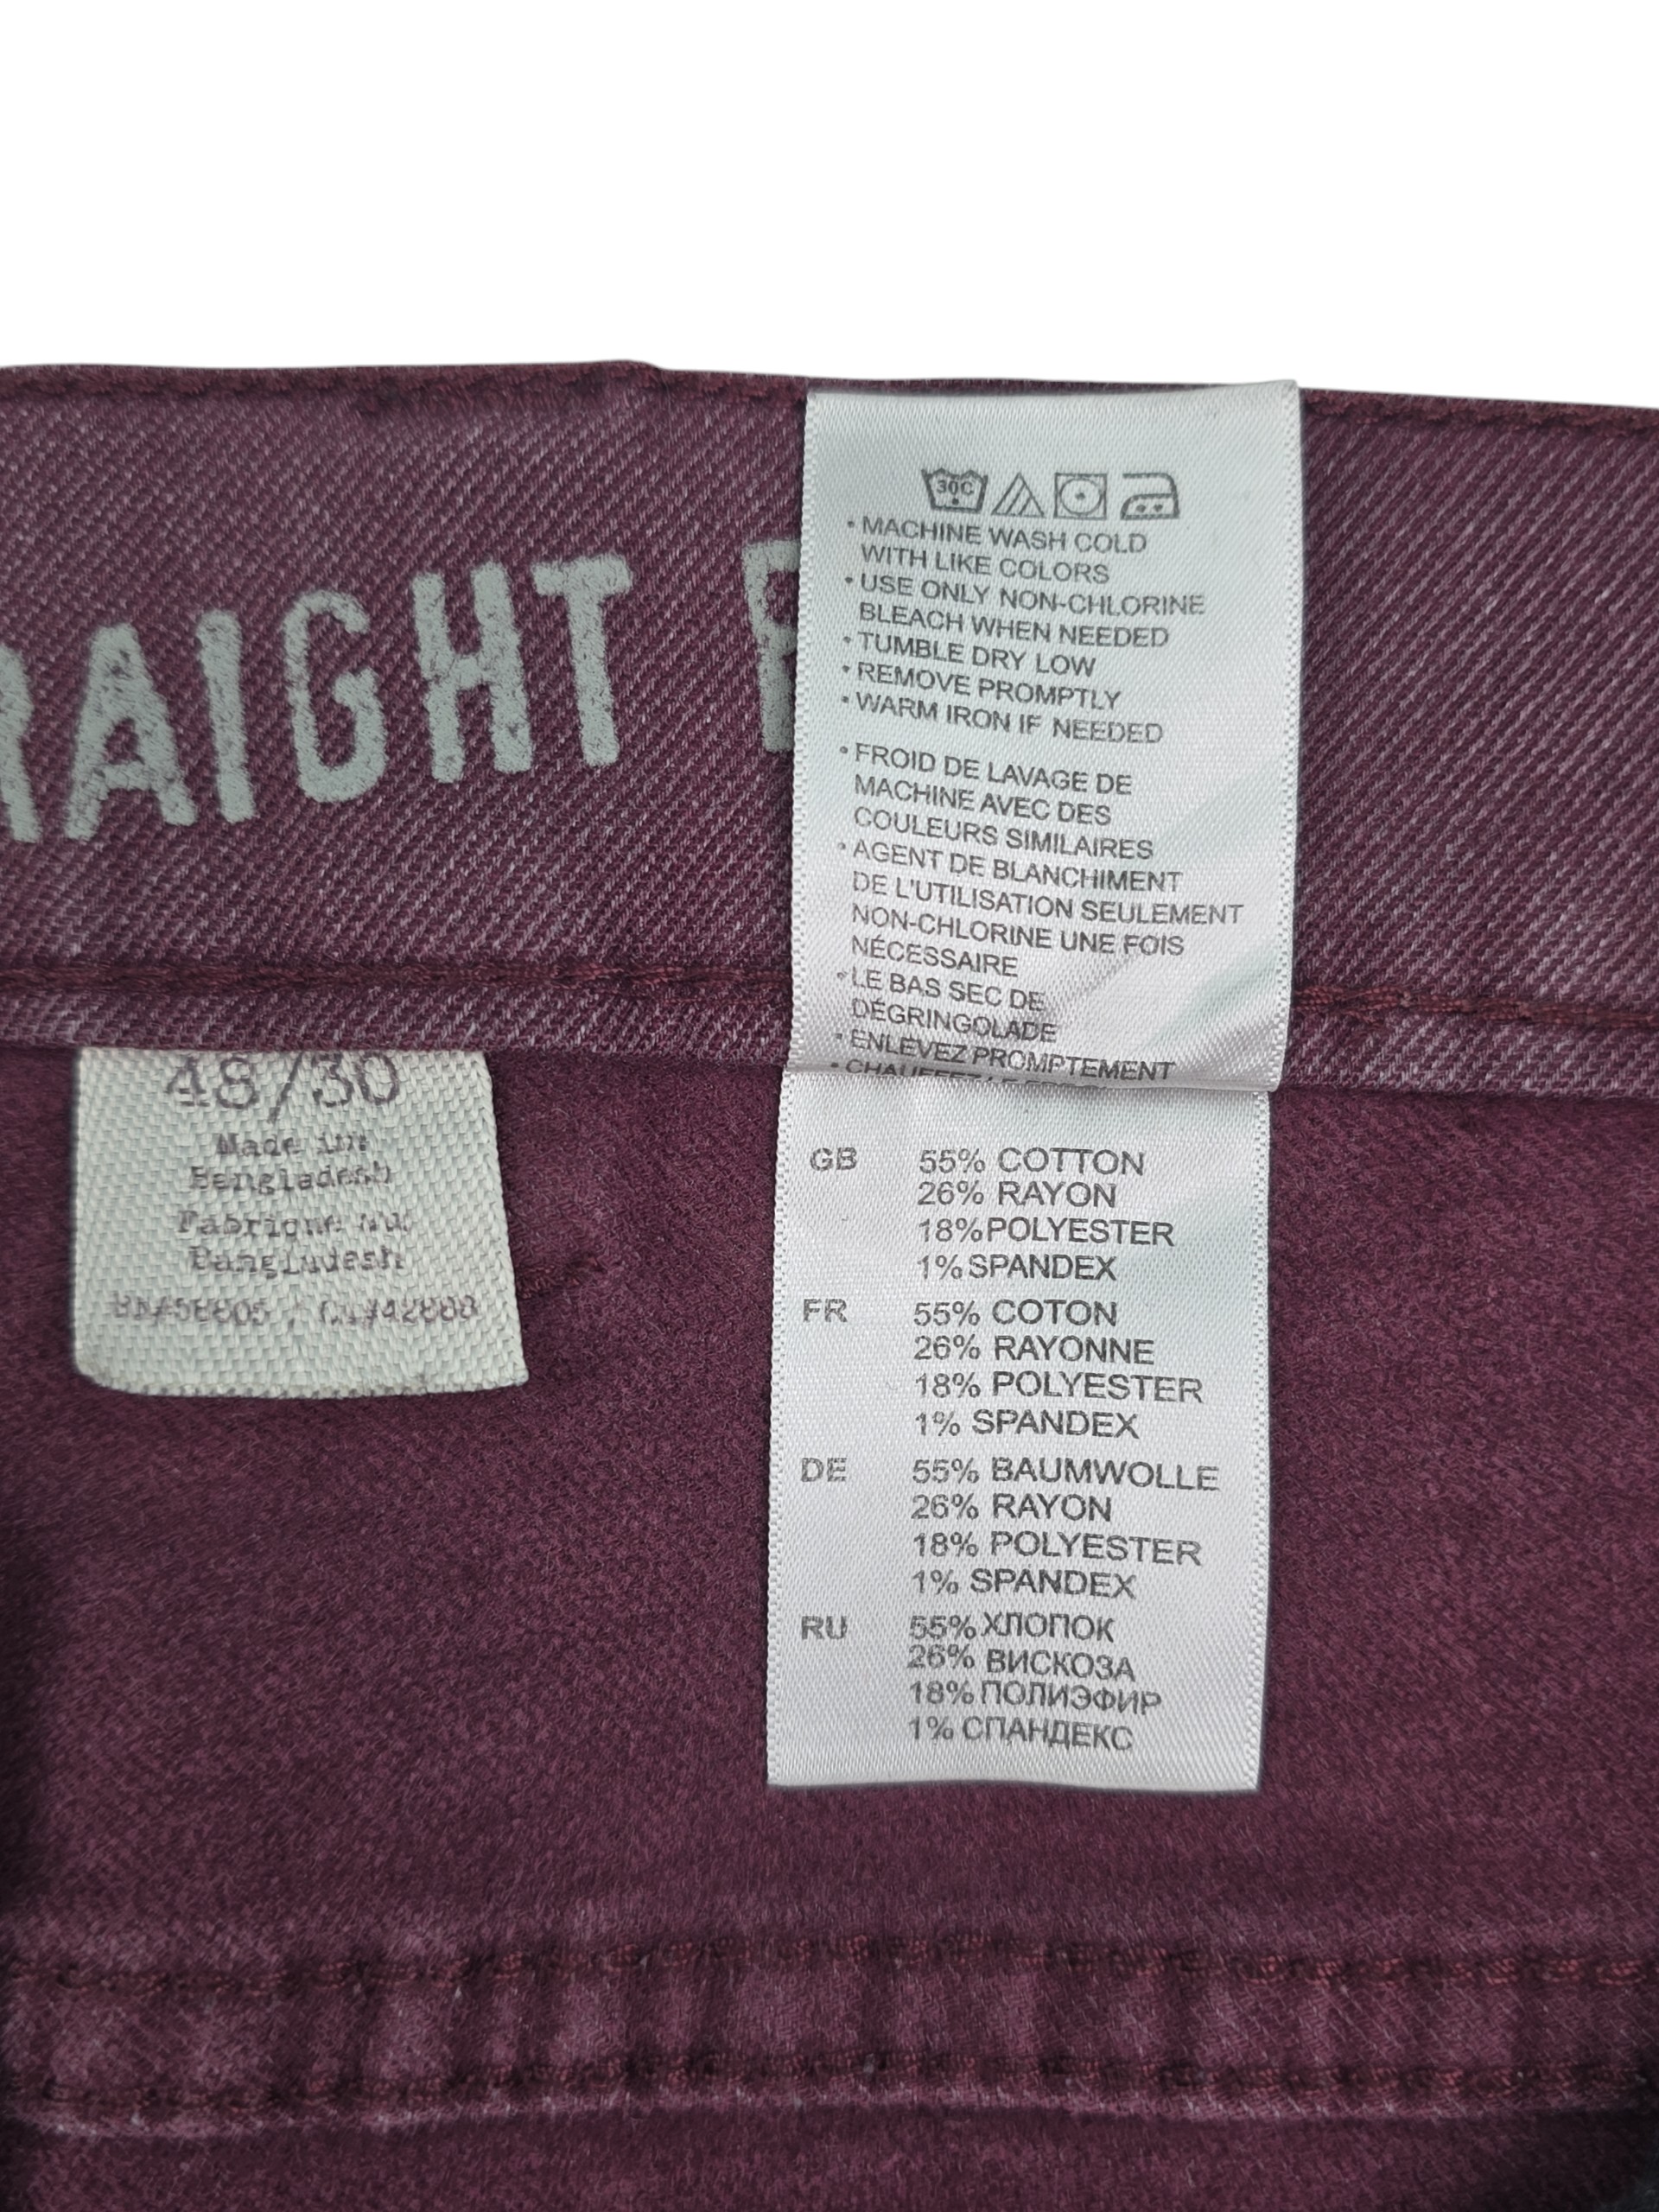 RAIGHT F
30C
• MACHINE WASH COLD
WITH LIKE COLORS
• USE ONLY NON-CHLORINE
BLEACH WHEN NEEDED
• TUMBLE DRY LOW
• REMOVE PROMPTLY
• WARM IRON IF NEEDED
• FROID DE LAVAGE DE
MACHINE AVEC DES
COULEURS SIMILAIRES
• AGENT DE BLANCHIMENT
DE L'UTILISATION SEULEMENT
NON-CHLORINE UNE FOIS
NÉCESSAIRE
• LE BAS SEC DE
DÉGRINGOLADE
• ENLEVEZ PROMPTEMENT
48/30
Made in
Bangladesh
Bangladesh
GB 55% COTTON
26% RAYON
18% POLYESTER
1% SPANDEX
FR 55% COTON
26% RAYONNE
18% POLYESTER
1% SPANDEX
DE 55% BAUMWOLLE
26% RAYON
18% POLYESTER
1% SPANDEX
RU 55% ХЛОПОК
26% ВИСКОЗА
18% ПОЛИЭФИР
1% СПАНДЕКС